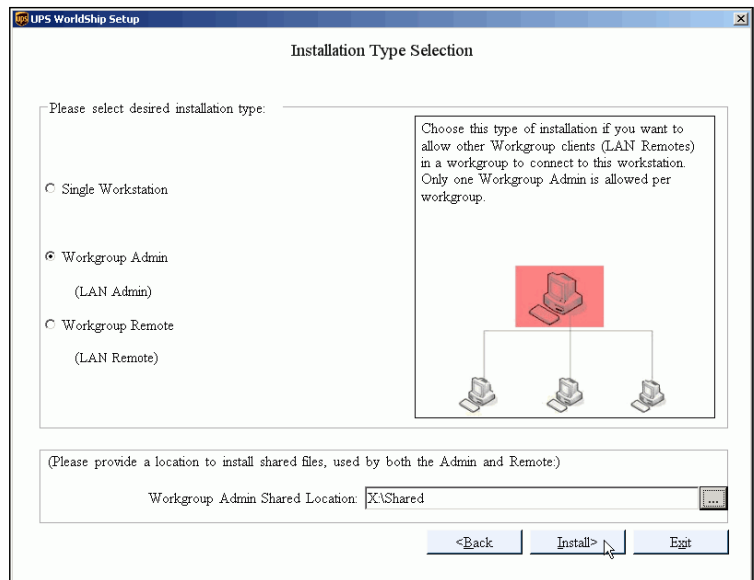 ups UPS WorldShip Setup
Installation Type Selection
Please select desired installation type:
Single Workstation
Workgroup Admin
(LAN Admin)
Workgroup Remote
(LAN Remote)
Choose this type of installation if you want to
allow other Workgroup clients (LAN Remotes)
in a workgroup to connect to this workstation.
Only one Workgroup Admin is allowed per
workgroup.
(Please provide a location to install shared files, used by both the Admin and Remote:)
Workgroup Admin Shared Location: X:\Shared ...
<Back Install> Exit